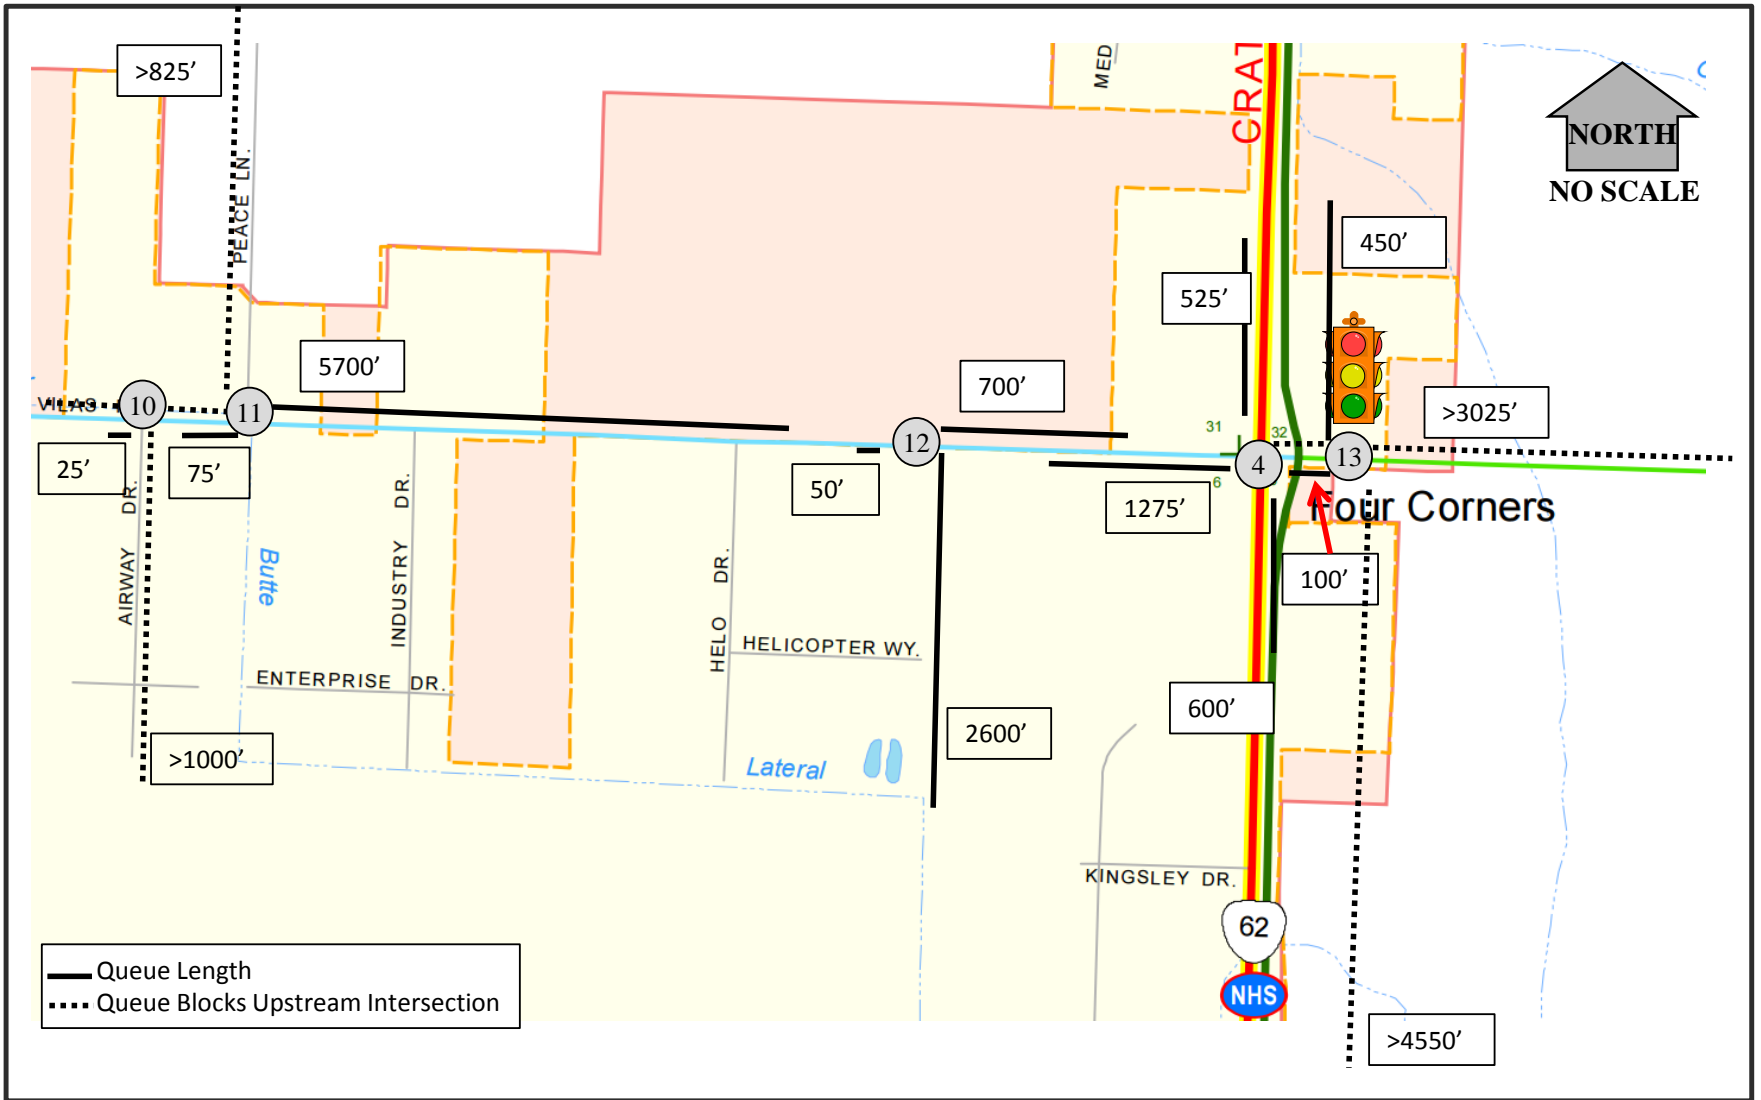 >825’
MED
CRAT
NORTH
NO SCALE
PEACE LN.
450’
525’
5700’
700’
>3025’
VILAS
10
11
12
31
32
4
13
6
25’
75’
50’
1275’
Four Corners
100’
AIRWAY DR.
Butte
INDUSTRY DR.
HELO DR.
HELICOPTER WY.
ENTERPRISE DR.
600’
2600’
>1000’
Lateral
KINGSLEY DR.
62
NHS
Queue Length
Queue Blocks Upstream Intersection
>4550’